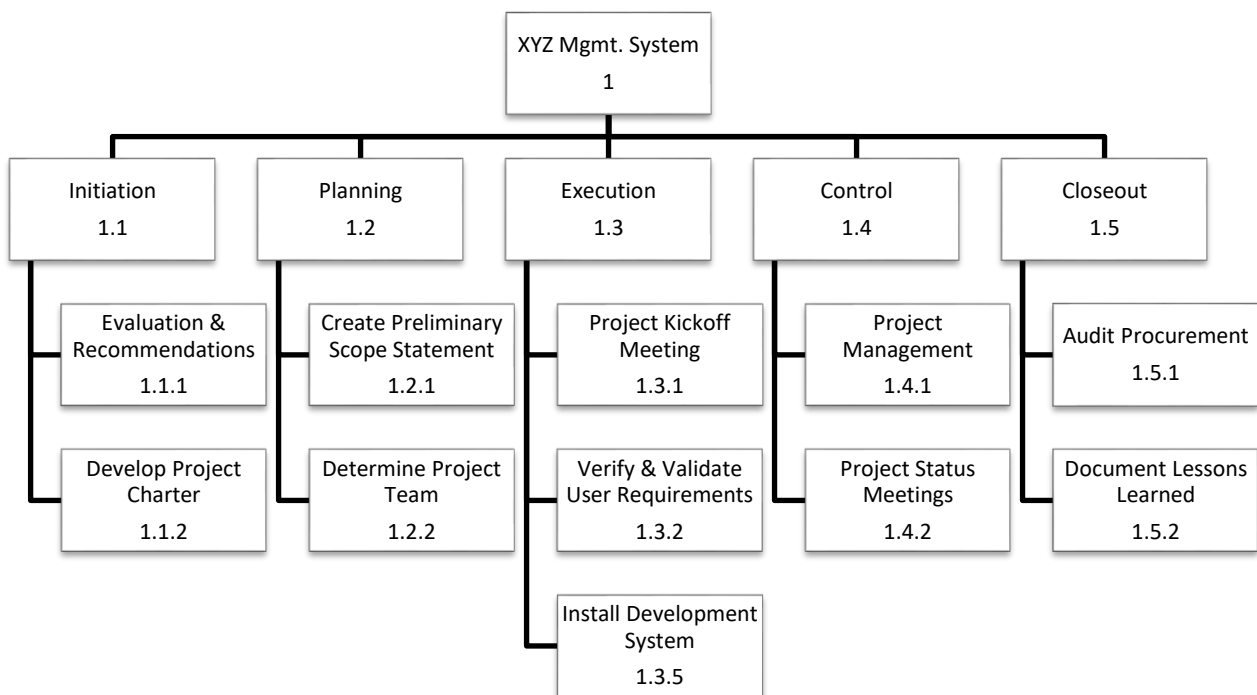 XYZ Mgmt. System
1
Initiation
1.1
Planning
1.2
Execution
1.3
Control
1.4
Closeout
1.5
Evaluation &
Recommendations
1.1.1
Create Preliminary
Scope Statement
1.2.1
Project Kickoff
Meeting
1.3.1
Project
Management
1.4.1
Audit Procurement
1.5.1
Develop Project
Charter
1.1.2
Determine Project
Team
1.2.2
Verify & Validate
User Requirements
1.3.2
Project Status
Meetings
1.4.2
Document Lessons
Learned
1.5.2
Install Development
System
1.3.5